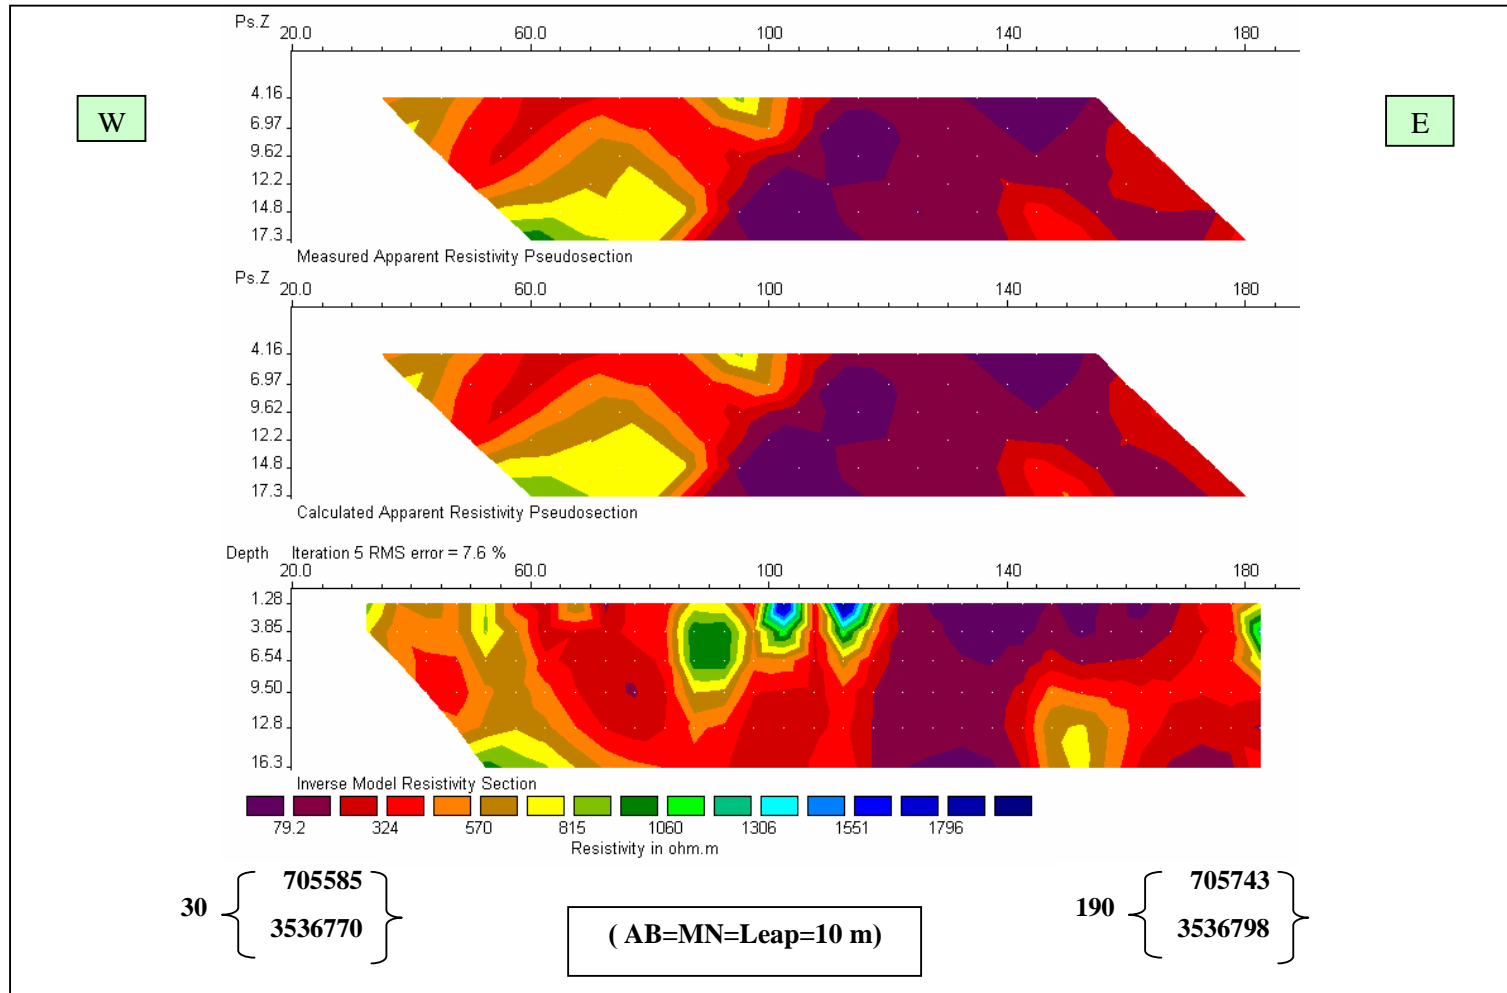 Ps.Z
20.0 60.0 100 140 180
W
E
4.16
6.97
9.62
12.2
14.8
17.3
Measured Apparent Resistivity Pseudosection
Ps.Z
20.0 60.0 100 140 180
4.16
6.97
9.62
12.2
14.8
17.3
Calculated Apparent Resistivity Pseudosection
Depth Iteration 5 RMS error = 7.6 %
20.0 60.0 100 140 180
1.28
3.85
6.54
9.50
12.8
16.3
Inverse Model Resistivity Section
79.2 324 570 815 1060 1306 1551 1796
Resistivity in ohm.m
30 { 705585 }
3536770
( AB=MN=Leap=10 m)
190 { 705743 }
3536798